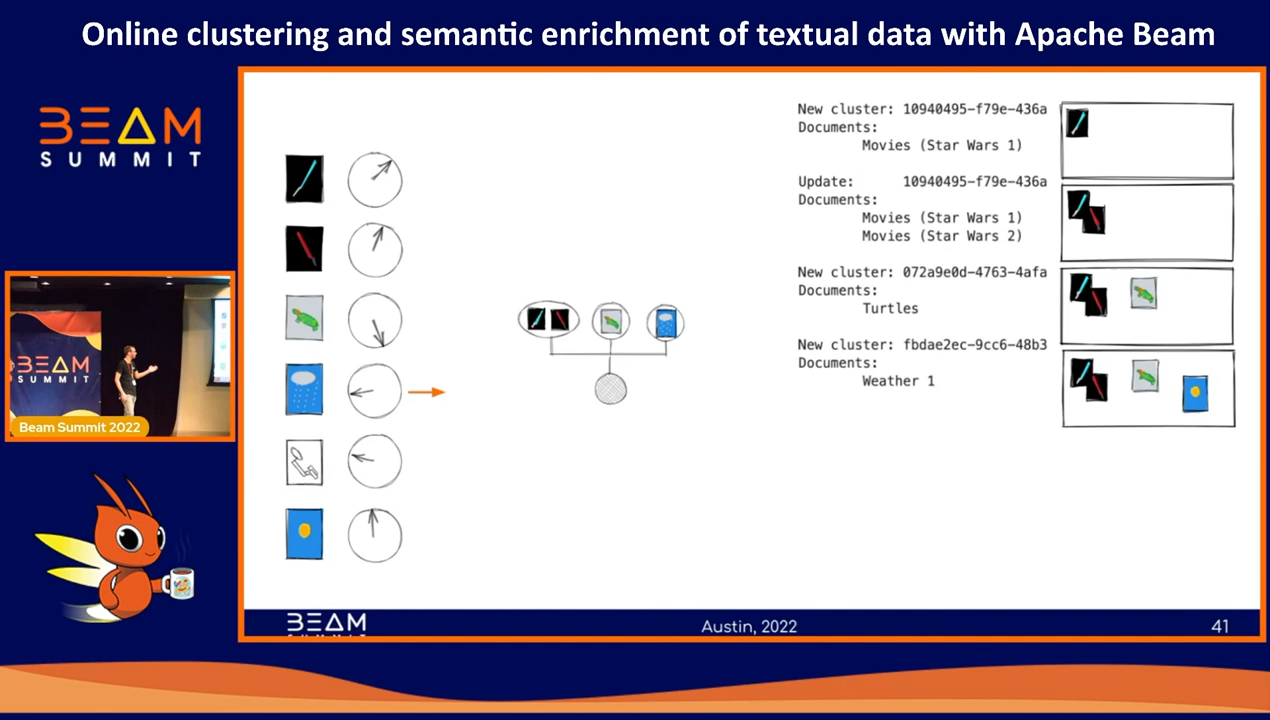 Online clustering and semantic enrichment of textual data with Apache Beam
BEAM
SUMMIT
New cluster: 10940495-f79e-436a
Documents:
Movies (Star Wars 1)
Update: 10940495-f79e-436a
Documents:
Movies (Star Wars 1)
Movies (Star Wars 2)
New cluster: 072a9e0d-4763-4afa
Documents:
Turtles
New cluster: fbdae2ec-9cc6-48b3
Documents:
Weather 1
BEAM
SUMMIT
BEAM
Beam Summit 2022
BEAM
SUMMIT
Austin, 2022
41